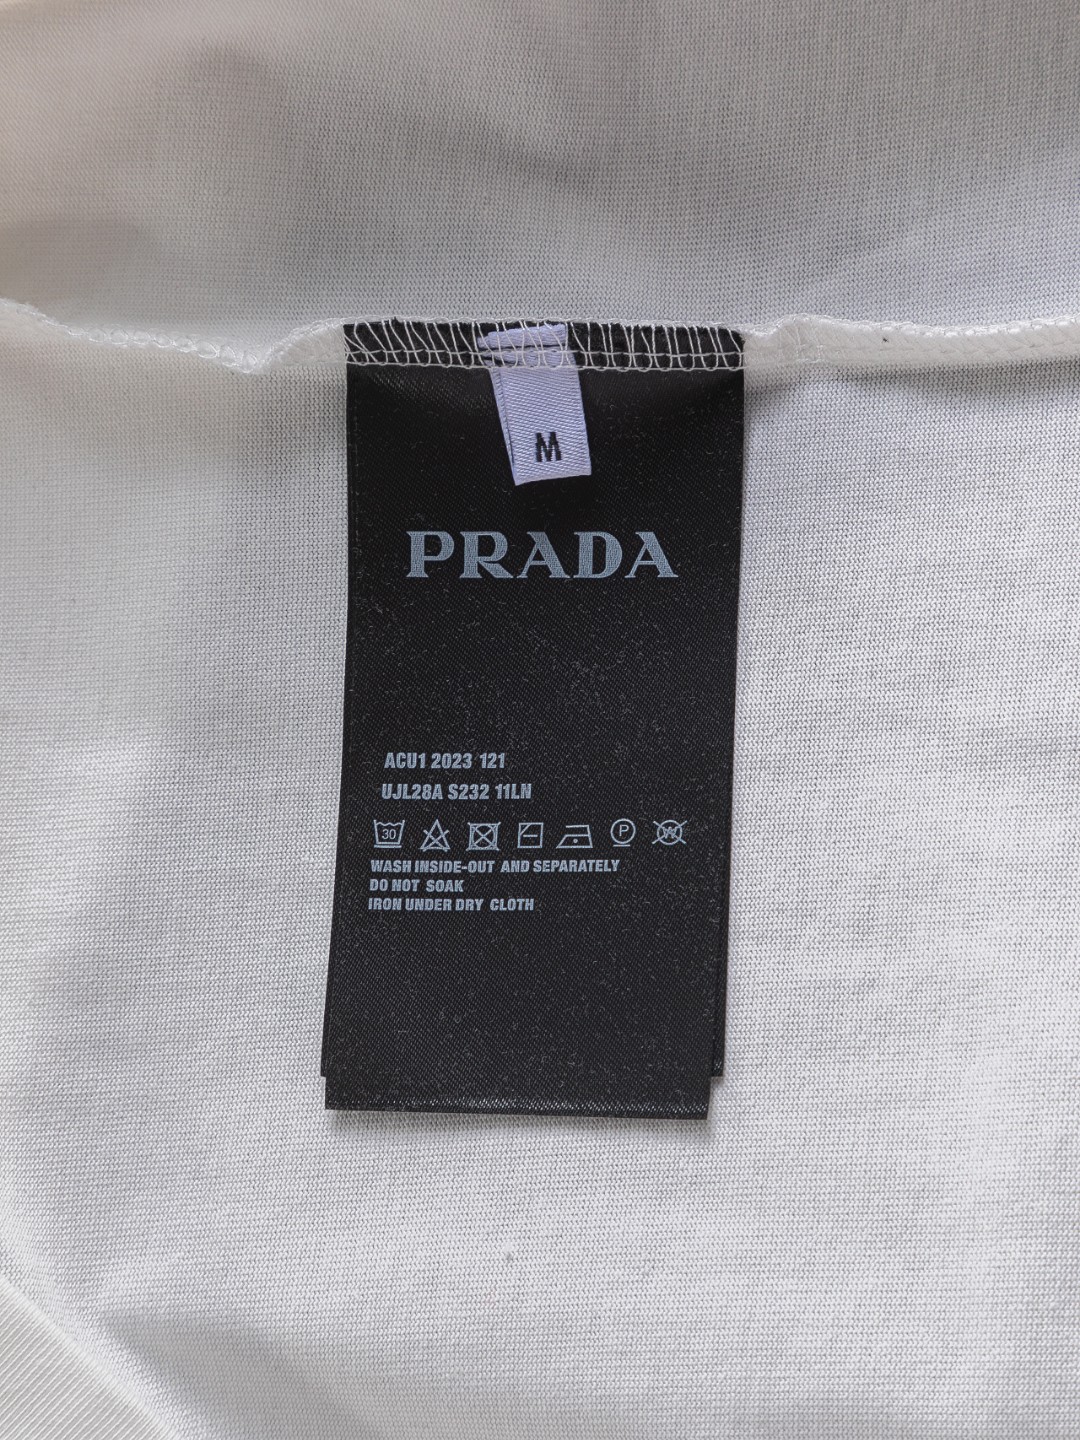 M
PRADA
ACU1 2023 121
UJL28A S232 11LN
30
P
W
WASH INSIDE-OUT AND SEPARATELY
DO NOT SOAK
IRON UNDER DRY CLOTH